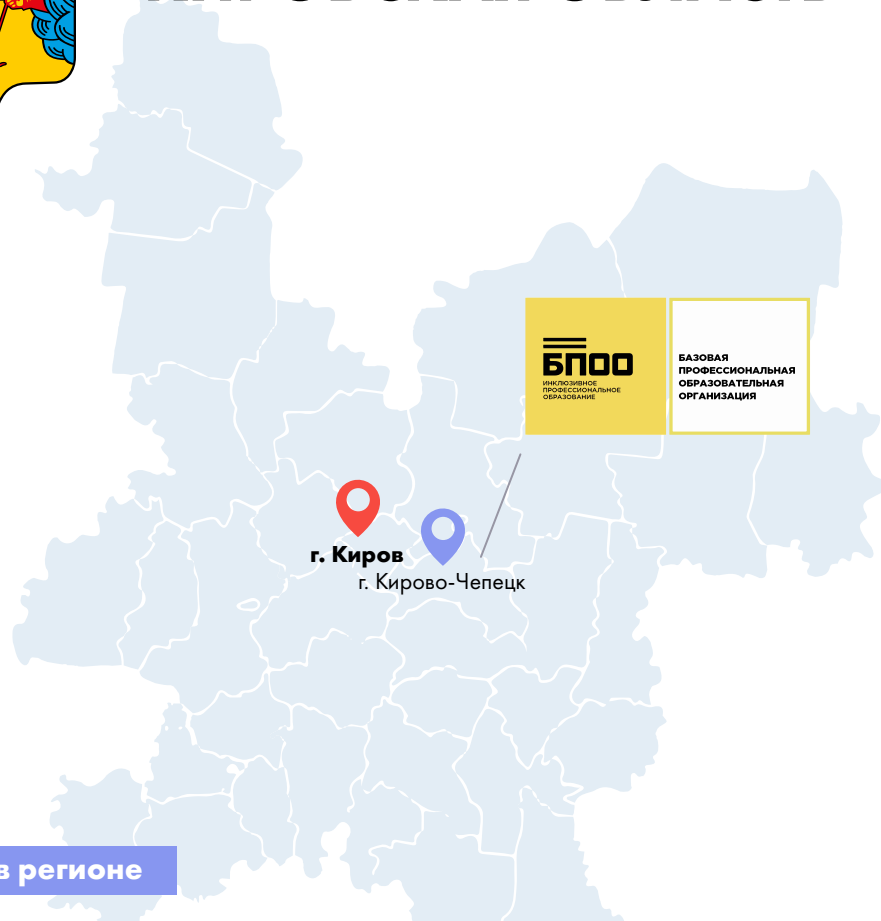 БПОО
ИНКЛЮЗИВНОЕ
ПРОФЕССИОНАЛЬНОЕ
ОБРАЗОВАНИЕ
БАЗОВАЯ
ПРОФЕССИОНАЛЬНАЯ
ОБРАЗОВАТЕЛЬНАЯ
ОРГАНИЗАЦИЯ
г. Киров
г. Кирово-Чепецк
в регионе